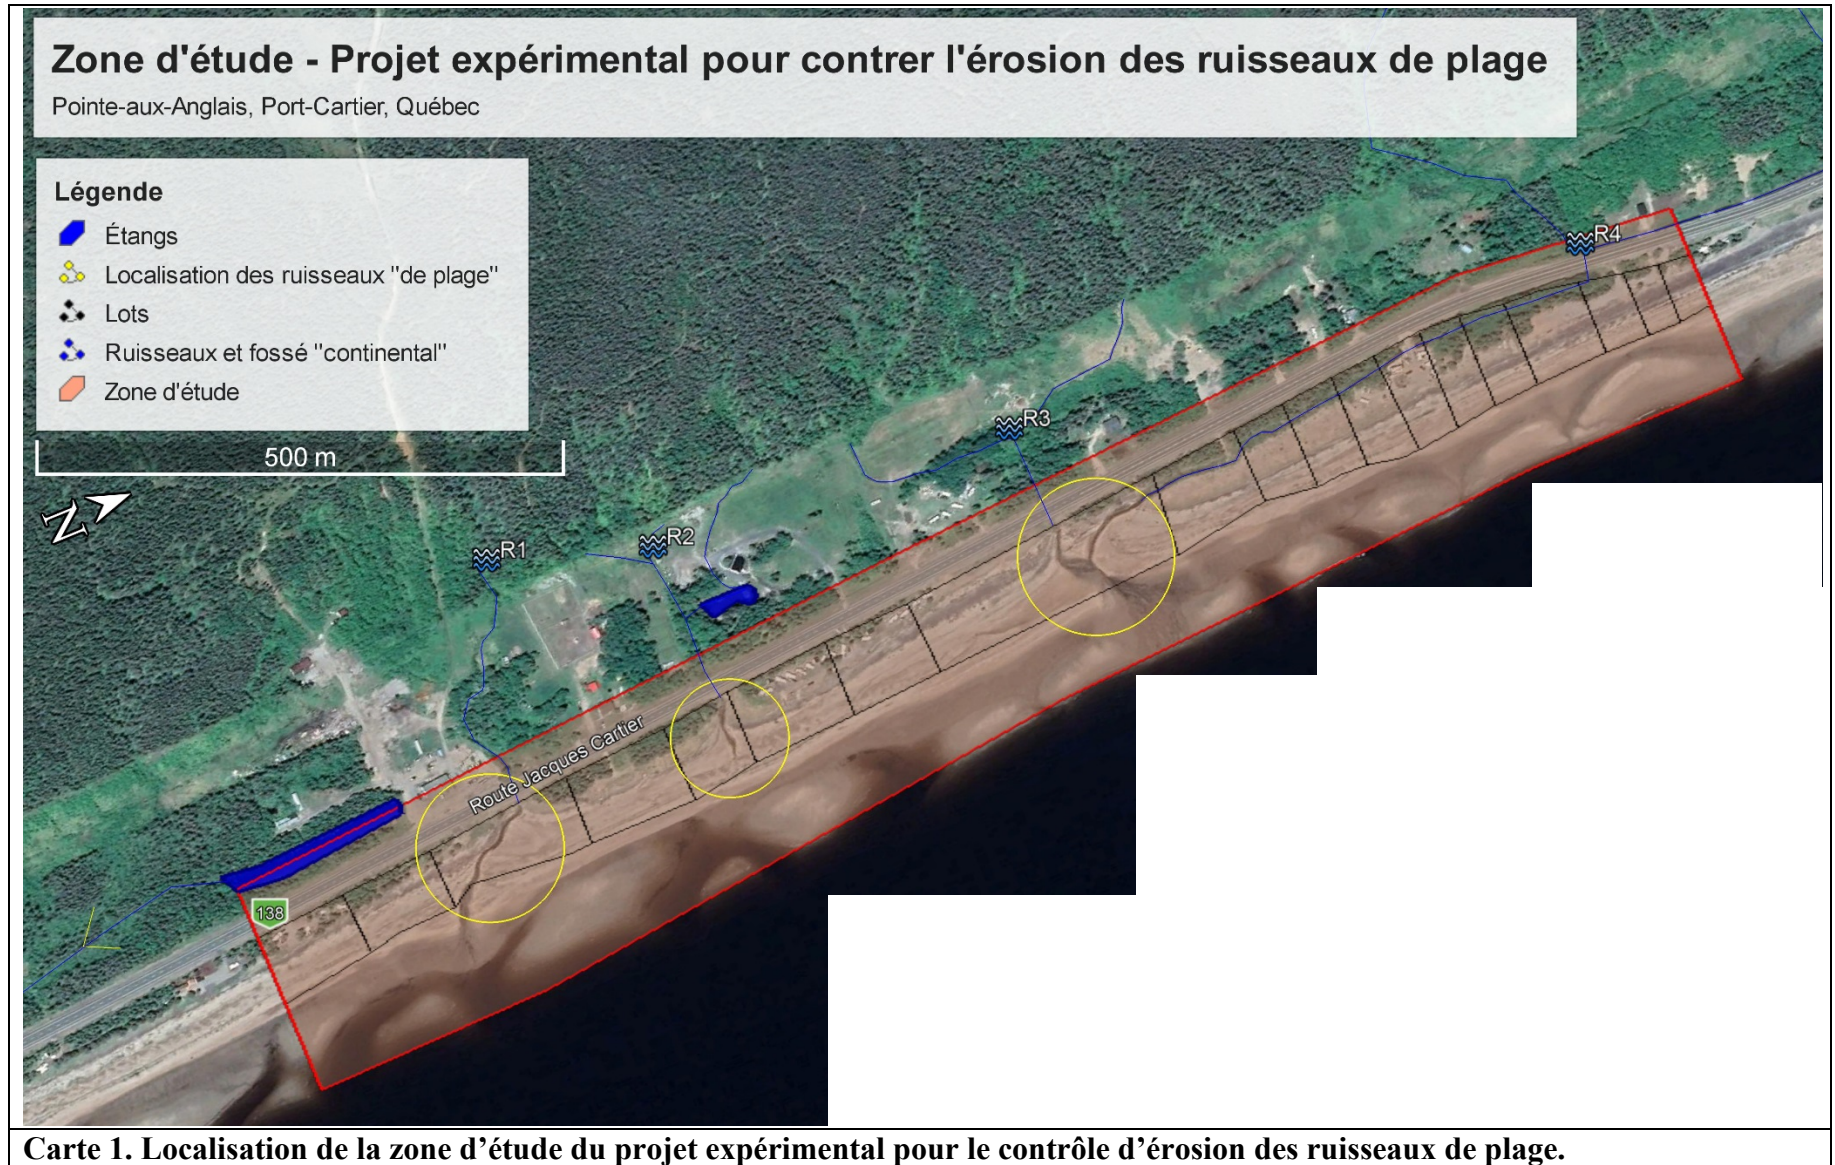 Zone d'étude - Projet expérimental pour contrer l'érosion des ruisseaux de plage
Pointe-aux-Anglais, Port-Cartier, Québec
Légende
Étangs
Localisation des ruisseaux "de plage"
Lots
Ruisseaux et fossé "continental"
Zone d'étude
500 m
N
R4
R3
R2
R1
Route Jacques Cartier
138
Carte 1. Localisation de la zone d’étude du projet expérimental pour le contrôle d’érosion des ruisseaux de plage.